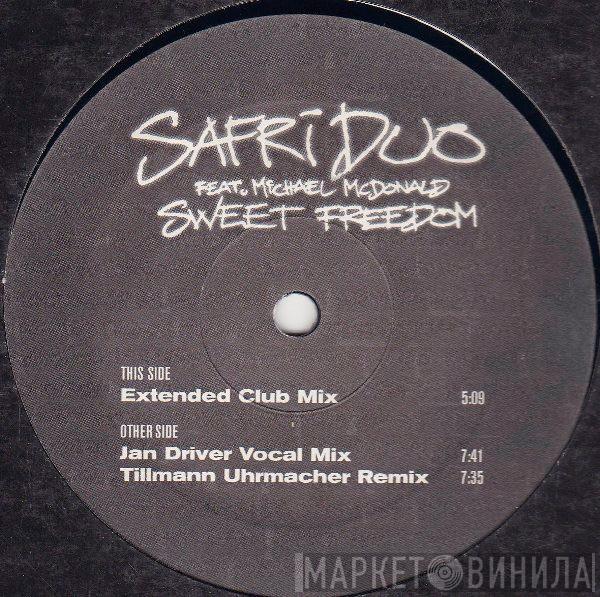 SAFRI DUO
FEAT. MICHAEL MCDONALD
SWEET FREEDOM
THIS SIDE
Extended Club Mix 5:09
OTHER SIDE
Jan Driver Vocal Mix 7:41
Tillmann Uhrmacher Remix 7:35
МАРКЕТ ВИНИЛА